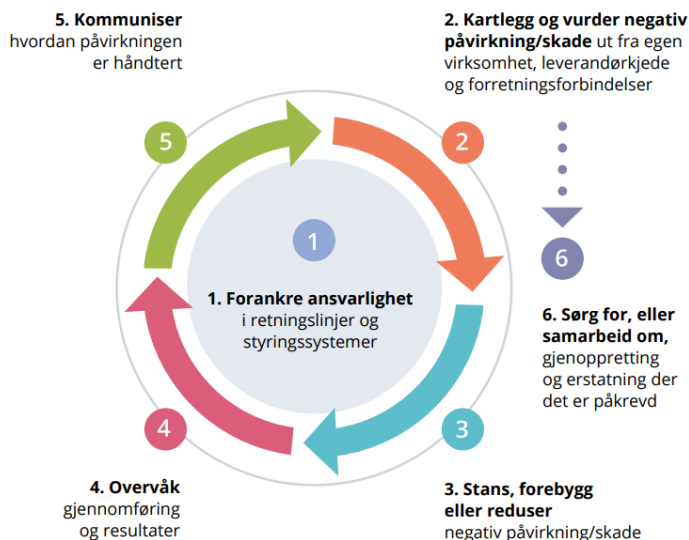 5. Kommuniser
hvordan påvirkningen
er håndtert
2. Kartlegg og vurder negativ
påvirkning/skade ut fra egen
virksomhet, leverandørkjede
og forretningsforbindelser
5
2
1
6
1. Forankre ansvarlighet
i retningslinjer og
styringssystemer
6. Sørg for, eller
samarbeid om,
gjenoppretting
og erstatning der
det er påkrevd
4
3
4. Overvåk
gjennomføring
og resultater
3. Stans, forebygg
eller reduser
negativ påvirkning/skade